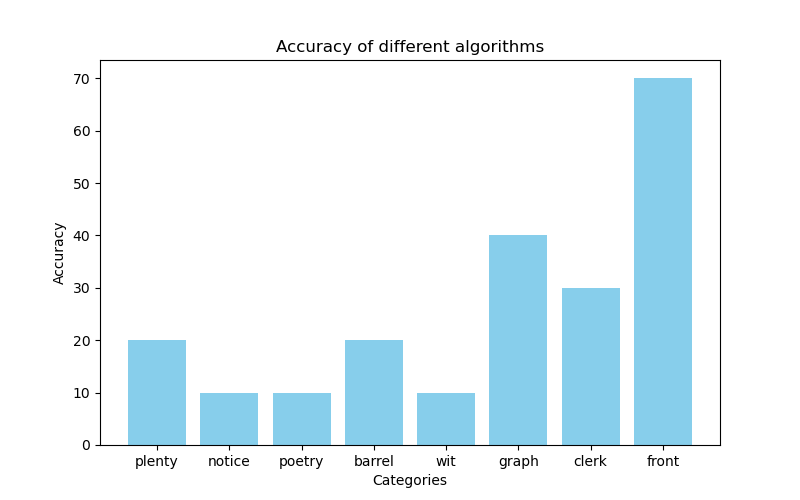 Accuracy of different algorithms
70
60
50
40
30
20
10
0
Accuracy
plenty notice poetry barrel wit graph clerk front
Categories